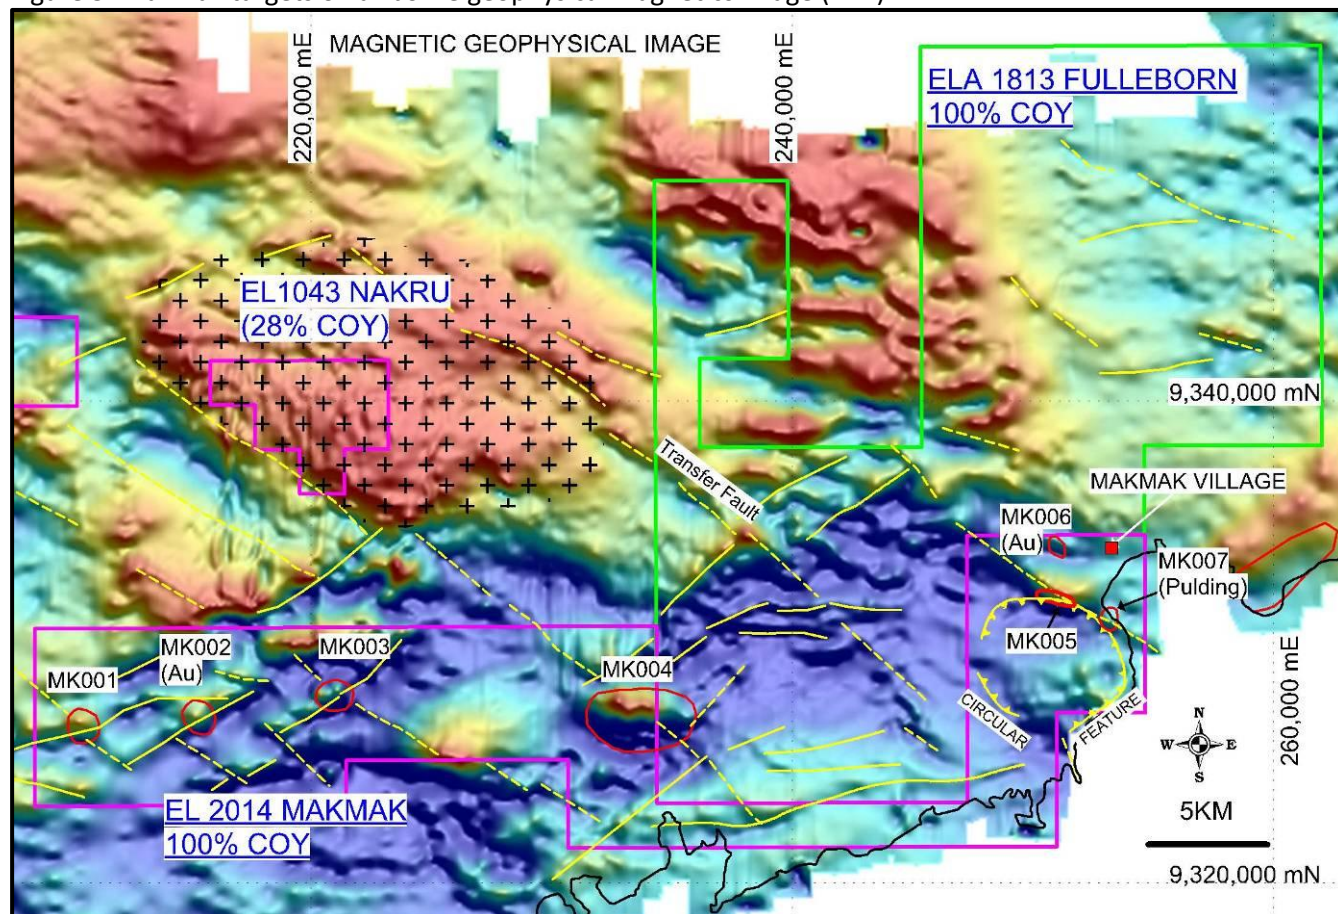 MAGNETIC GEOPHYSICAL IMAGE
220,000 mE
240,000 mE
ELA 1813 FULLEBORN
100% COY
EL1043 NAKRU
(28% COY)
9,340,000 mN
Transfer Fault
MAKMAK VILLAGE
MK006
(Au)
MK007
(Pulding)
MK005
MK001
MK002
(Au)
MK003
MK004
CIRCULAR
FEATURE
260,000 mE
N
W
E
S
5KM
EL 2014 MAKMAK
100% COY
9,320,000 mN